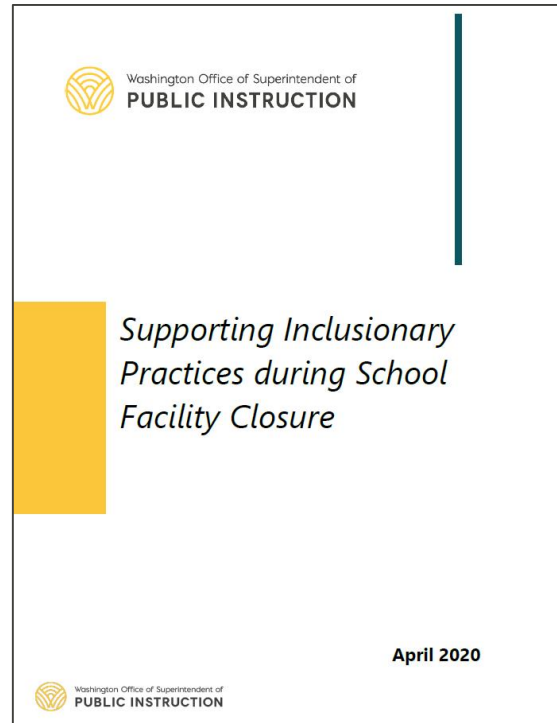 Washington Office of Superintendent of
PUBLIC INSTRUCTION
Supporting Inclusionary
Practices during School
Facility Closure
April 2020
Washington Office of Superintendent of
PUBLIC INSTRUCTION